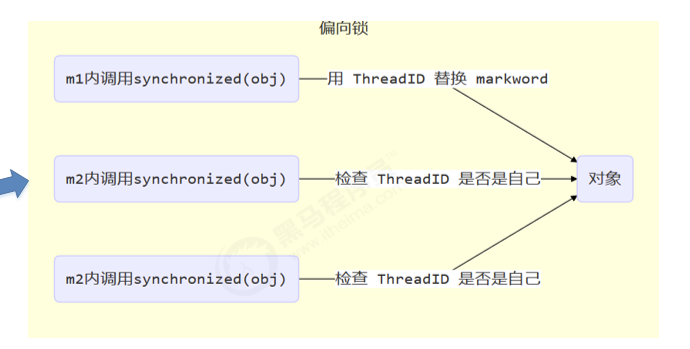 偏向锁
m1内调用synchronized(obj)
用 ThreadID 替换 markword
m2内调用synchronized(obj)
检查 ThreadID 是否是自己
对象
m2内调用synchronized(obj)
检查 ThreadID 是否是自己
黑马程序员
www.itheima.com